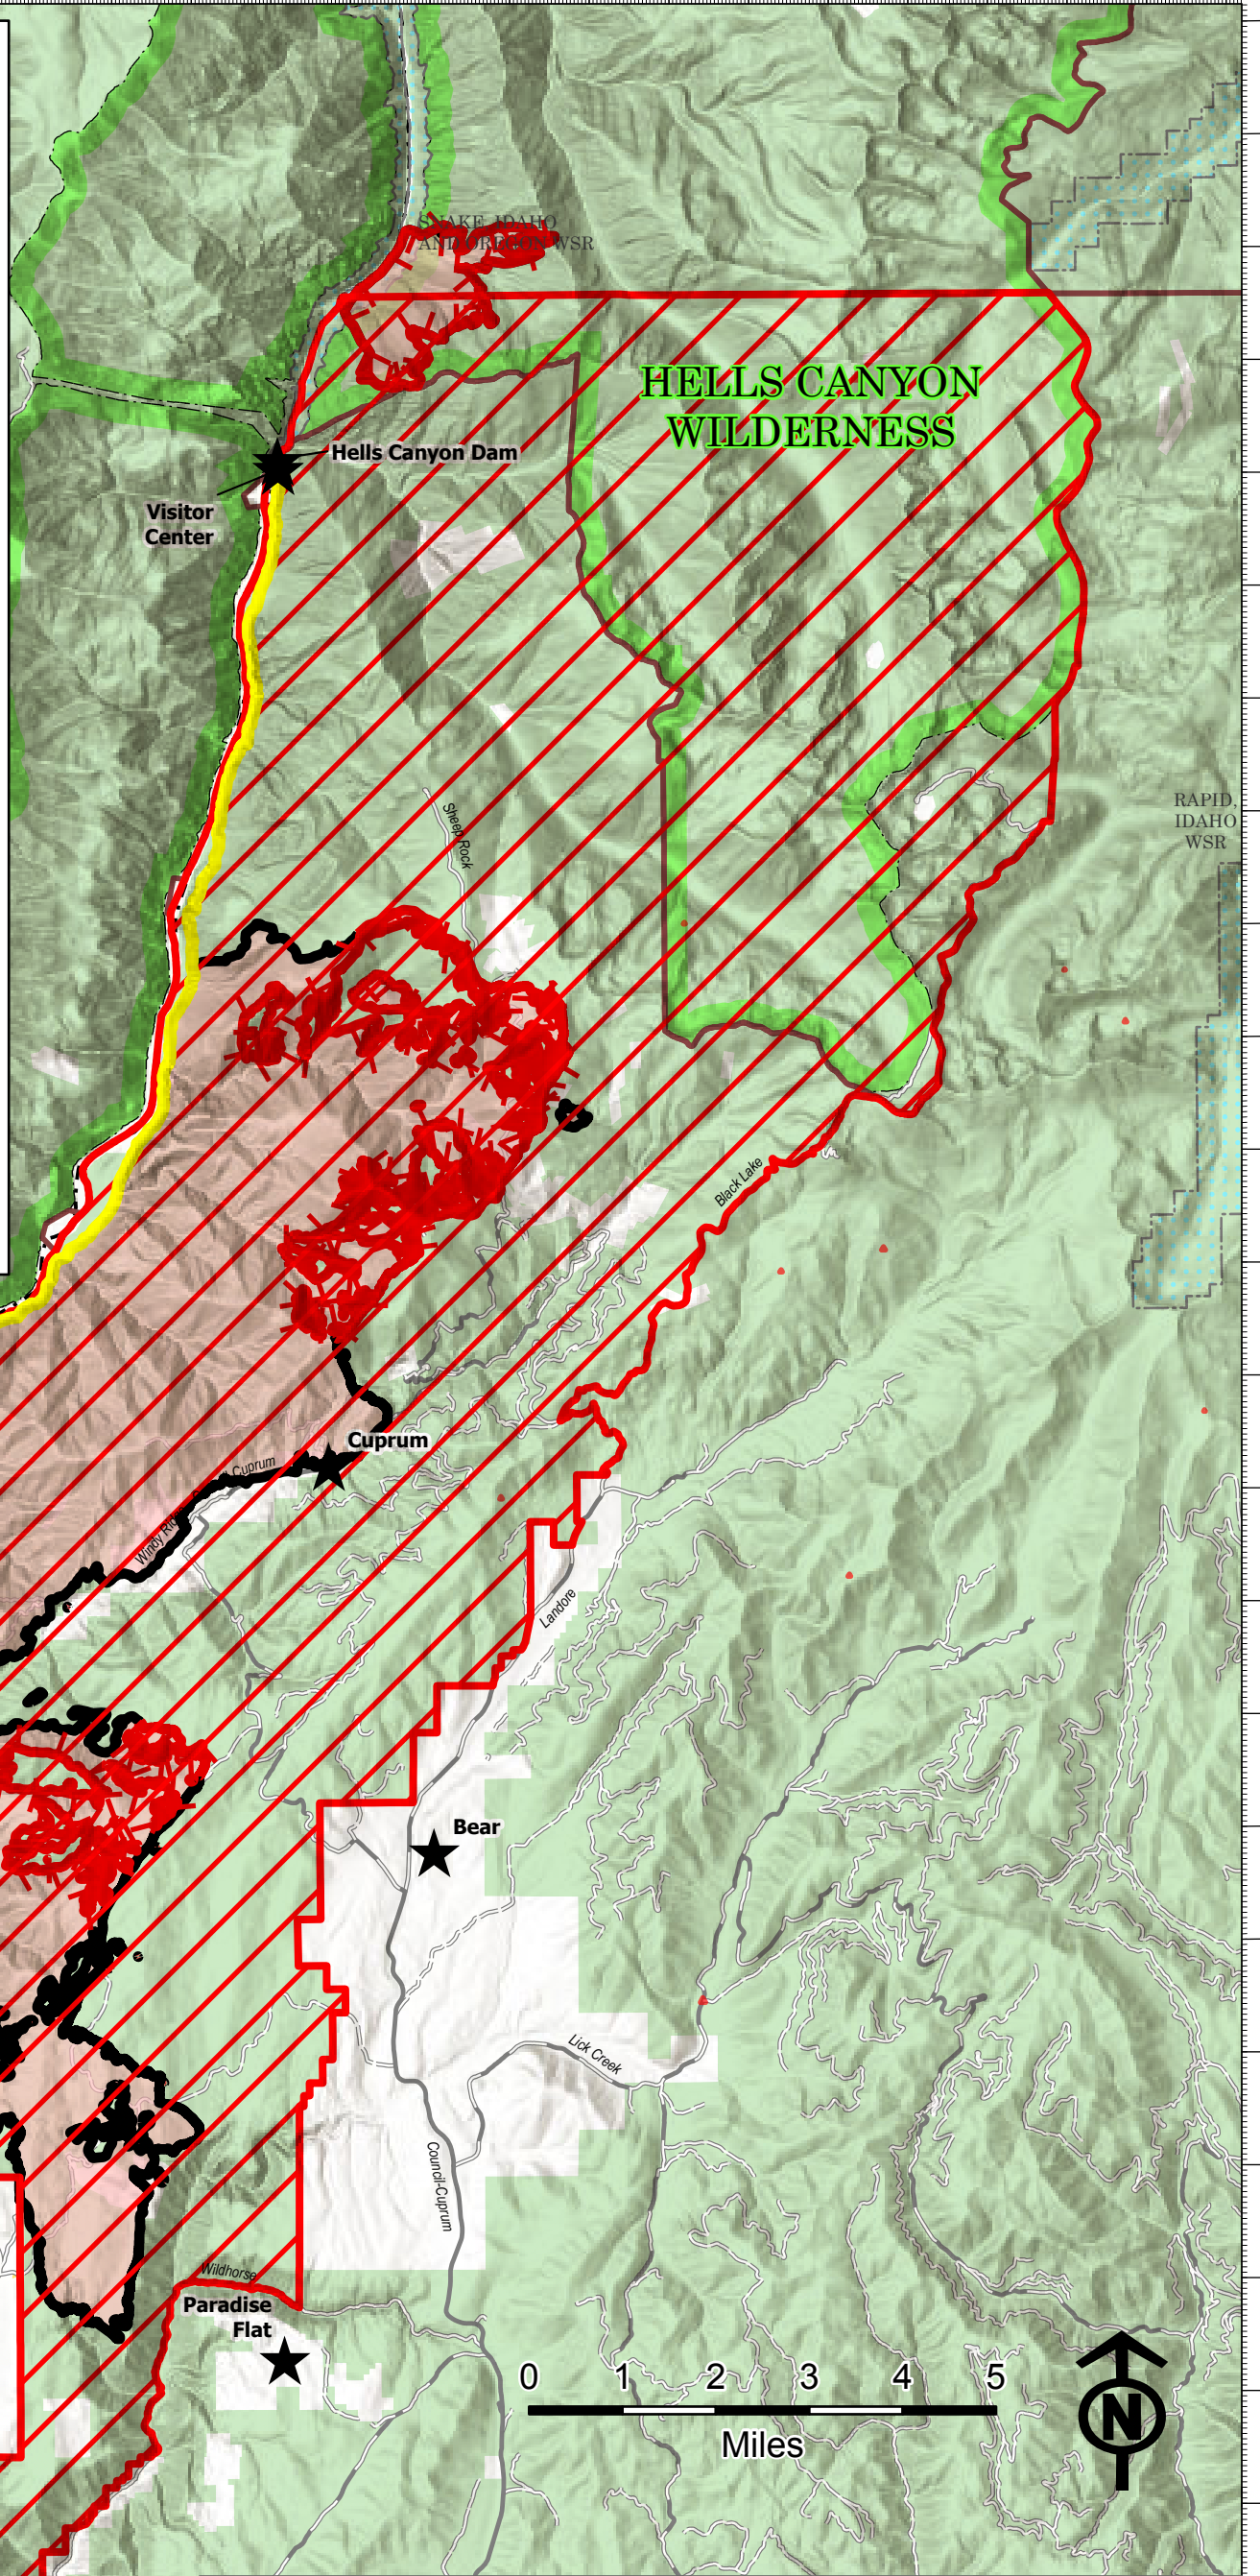 SNAKE, IDAHO
AND OREGON WSR
HELLS CANYON
WILDERNESS
Hells Canyon Dam
Visitor
Center
Sheep Rock
RAPID,
IDAHO
WSR
Black Lake
Cuprum
Cuprum
Landore
Bear
Lick Creek
Council-Cuprum
Wildhorse
Paradise
Flat
0 1 2 3 4 5
Miles
N